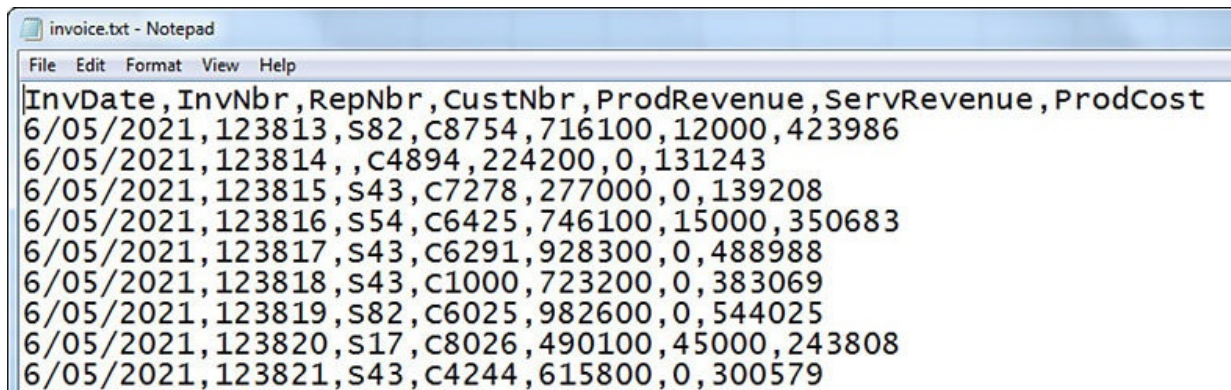 invoice.txt - Notepad
File Edit Format View Help
InvDate,InvNbr,RepNbr,CustNbr,ProdRevenue,ServRevenue,ProdCost
6/05/2021,123813,S82,C8754,716100,12000,423986
6/05/2021,123814,,C4894,224200,0,131243
6/05/2021,123815,S43,C7278,277000,0,139208
6/05/2021,123816,S54,C6425,746100,15000,350683
6/05/2021,123817,S43,C6291,928300,0,488988
6/05/2021,123818,S43,C1000,723200,0,383069
6/05/2021,123819,S82,C6025,982600,0,544025
6/05/2021,123820,S17,C8026,490100,45000,243808
6/05/2021,123821,S43,C4244,615800,0,300579